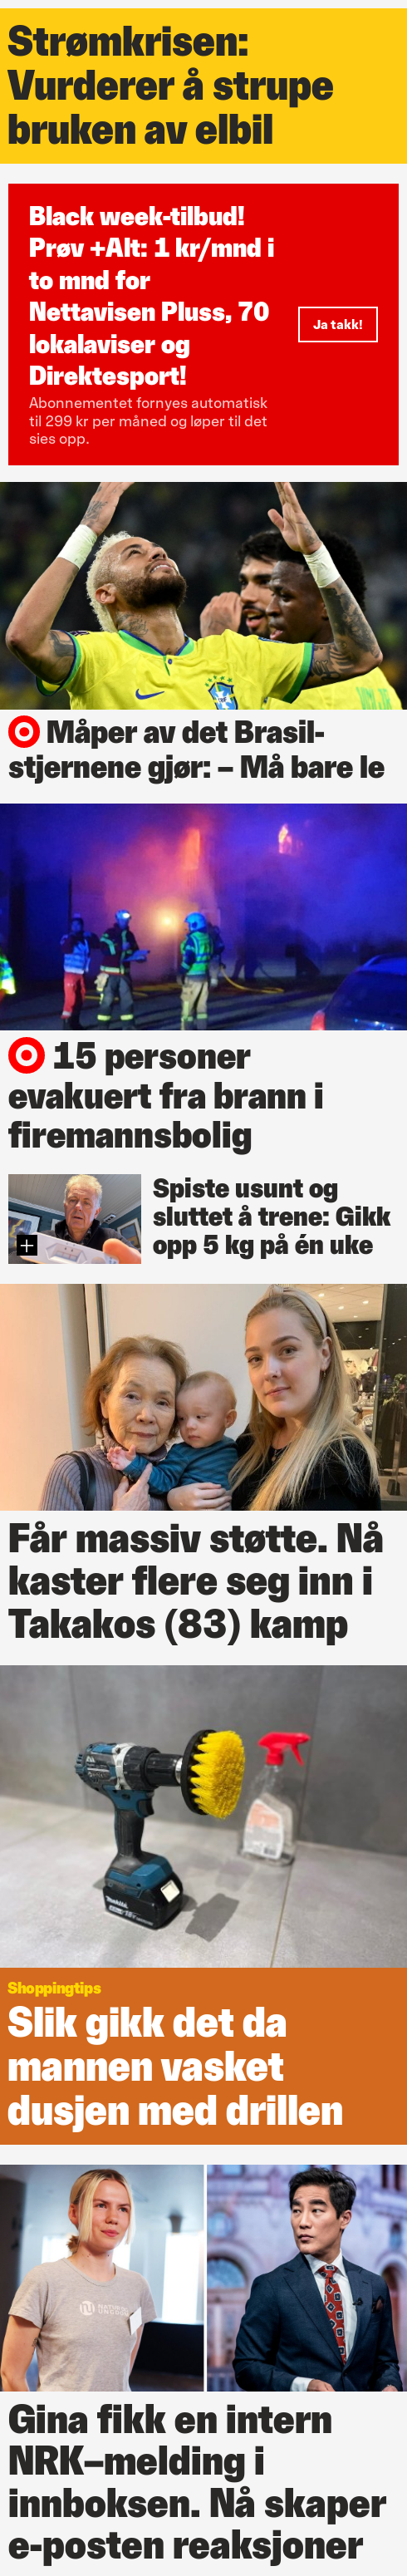 Strømkrisen:
Vurderer å strupe
bruken av elbil
Black week-tilbud!
Prøv +Alt: 1 kr/mnd i
to mnd for
Nettavisen Pluss, 70
lokalaviser og
Direktesport!
Abonnementet fornyes automatisk
til 299 kr per måned og løper til det
sies opp.
Ja takk!
Måper av det Brasil-
stjernene gjør: – Må bare le
15 personer
evakuert fra brann i
firemannsbolig
Spiste usunt og
sluttet å trene: Gikk
opp 5 kg på én uke
Får massiv støtte. Nå
kaster flere seg inn i
Takakos (83) kamp
makita
Shoppingtips
Slik gikk det da
mannen vasket
dusjen med drillen
Gina fikk en intern
NRK–melding i
innboksen. Nå skaper
e-posten reaksjoner